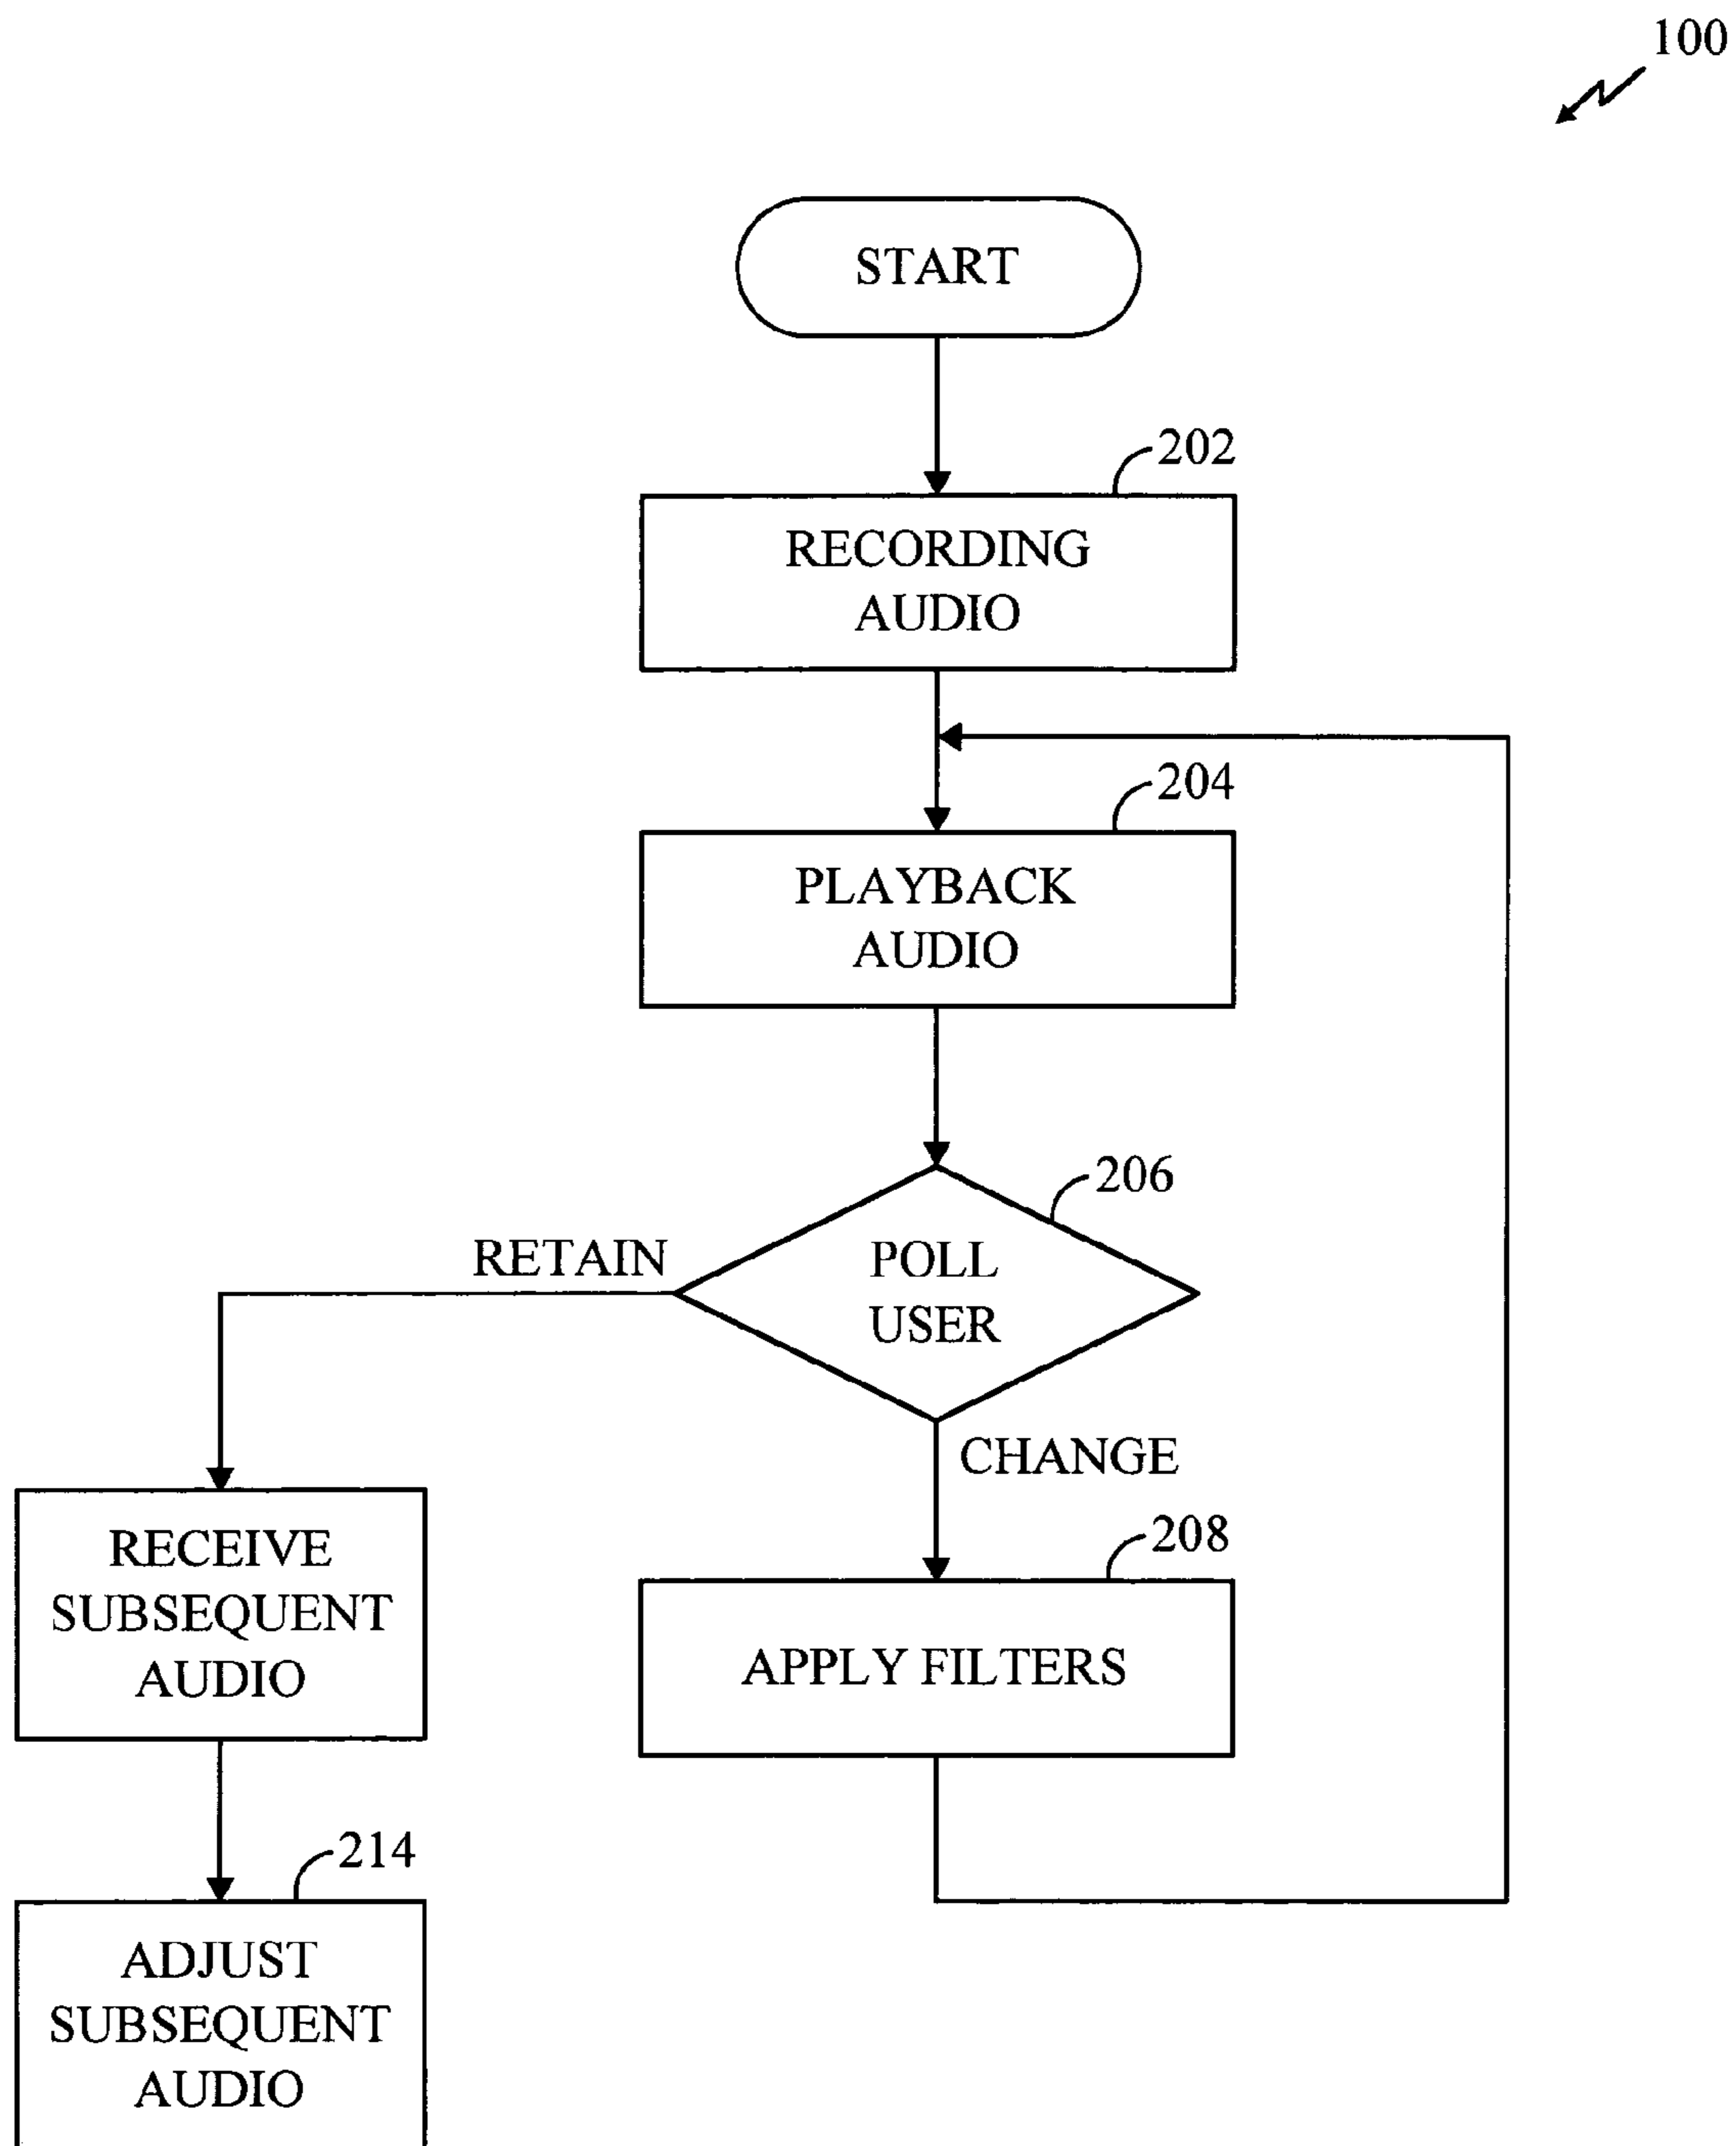 100
START
202
RECORDING
AUDIO
204
PLAYBACK
AUDIO
206
RETAIN
POLL
USER
CHANGE
208
RECEIVE
SUBSEQUENT
AUDIO
APPLY FILTERS
214
ADJUST
SUBSEQUENT
AUDIO